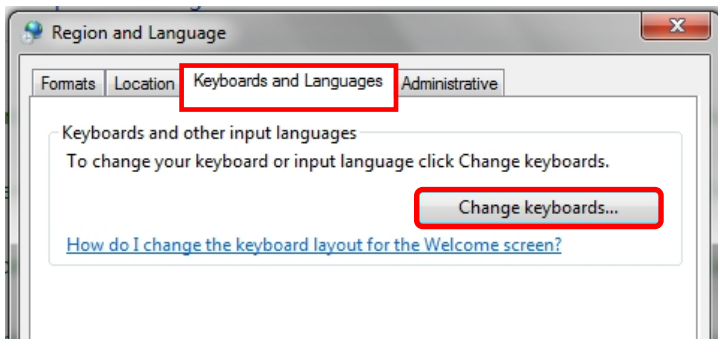 Region and Language
Formats Location Keyboards and Languages Administrative
Keyboards and other input languages
To change your keyboard or input language click Change keyboards.
Change keyboards...
How do I change the keyboard layout for the Welcome screen?